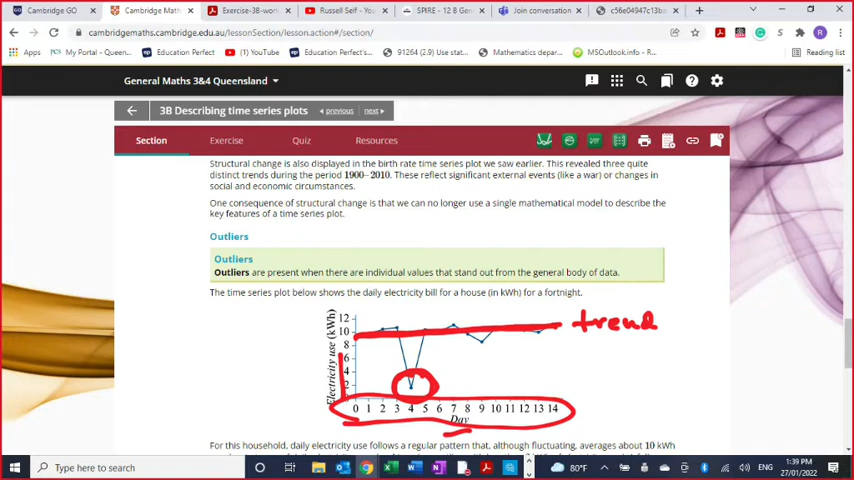 Cambridge GO
Cambridge Math
Exercise-3B-work
Russell Self - You
SPIRE - 12 B Gen
Join conversation
c56e04947c13ba
cambridgemaths.cambridge.edu.au/lessonSection/lesson.action#/section/
Apps
My Portal - Queen...
Education Perfect
(1) YouTube
Education Perfect's...
91264 (2.9) Use stat...
Mathematics depar...
MSOutlook.info - R...
Reading list
General Maths 3&4 Queensland
3B Describing time series plots
previous
next
Section
Exercise
Quiz
Resources
Structural change is also displayed in the birth rate time series plot we saw earlier. This revealed three quite
distinct trends during the period 1900–2010. These reflect significant external events (like a war) or changes in
social and economic circumstances.
One consequence of structural change is that we can no longer use a single mathematical model to describe the
key features of a time series plot.
Outliers
Outliers
Outliers are present when there are individual values that stand out from the general body of data.
The time series plot below shows the daily electricity bill for a house (in kWh) for a fortnight.
12
10
8
6
4
2
Electricity use (kWh)
trend
0 1 2 3 4 5 6 7 8 9 10 11 12 13 14
Day
For this household, daily electricity use follows a regular pattern that, although fluctuating, averages about 10 kWh
Type here to search
80°F
ENG
1:39 PM
27/01/2022